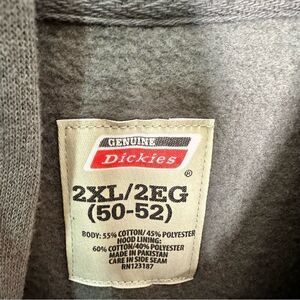 GENUINE
Dickies
®
2XL/2EG
(50-52)
BODY: 55% COTTON/45% POLYESTER
HOOD LINING:
60% COTTON/40% POLYESTER
MADE IN PAKISTAN
CARE IN SIDE SEAM
RN123187